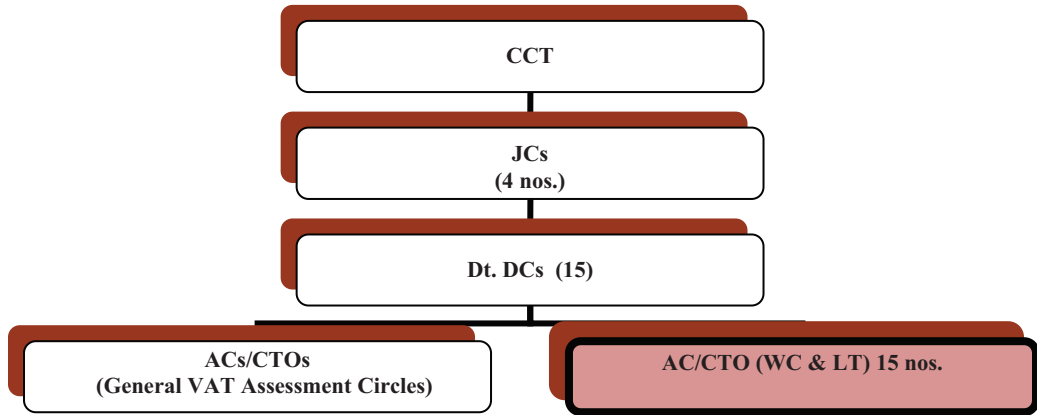 CCT
JCs
(4 nos.)
Dt. DCs (15)
ACs/CTOs
(General VAT Assessment Circles)
AC/CTO (WC & LT) 15 nos.